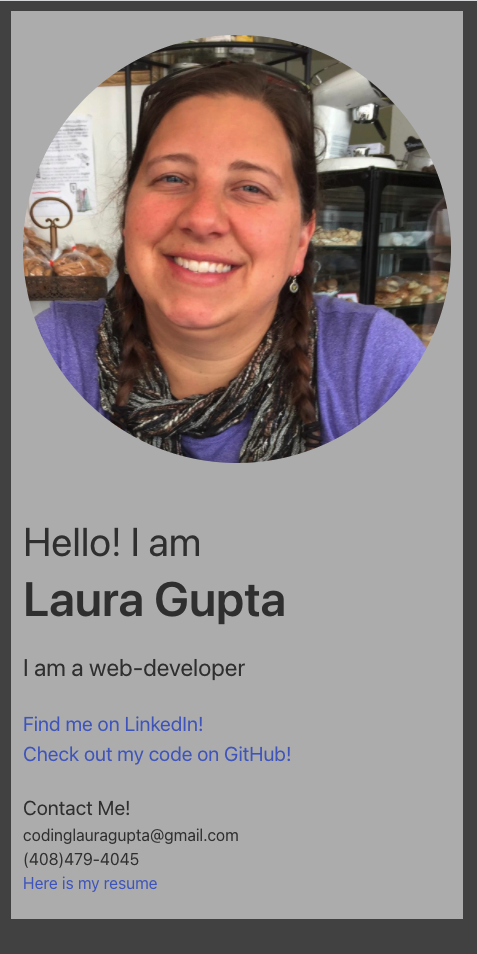 Hello! I am
Laura Gupta
I am a web-developer
Find me on LinkedIn!
Check out my code on GitHub!
Contact Me!
codinglauragupta@gmail.com
(408)479-4045
Here is my resume